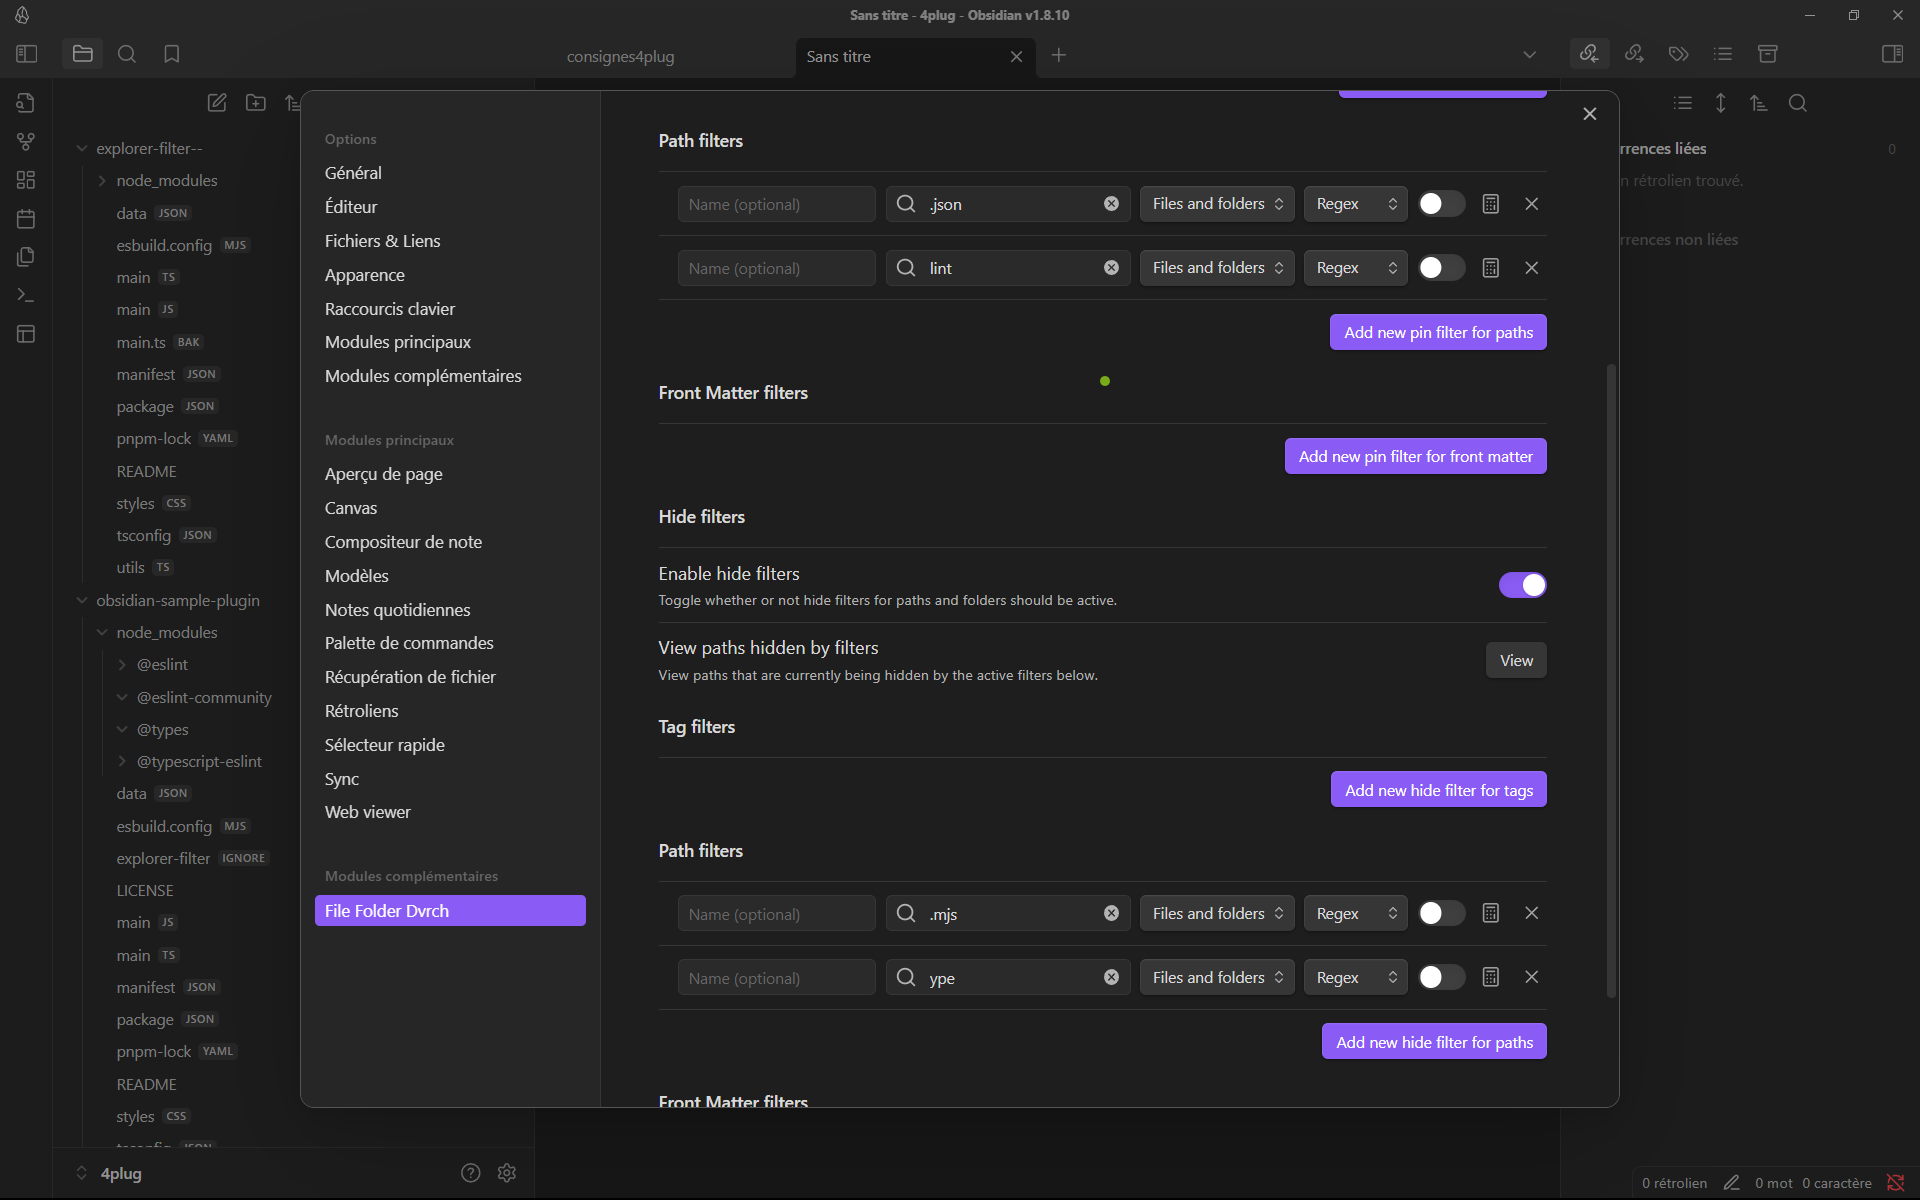 Sans titre - 4plug - Obsidian v1.8.10
consignes4plug
Sans titre
explorer-filter--
node_modules
data JSON
esbuild.config MJS
main TS
main JS
main.ts BAK
manifest JSON
package JSON
pnpm-lock YAML
README
styles CSS
tsconfig JSON
utils TS
obsidian-sample-plugin
node_modules
@eslint
@eslint-community
@types
@typescript-eslint
data JSON
esbuild.config MJS
explorer-filter IGNORE
LICENSE
main JS
main TS
manifest JSON
package JSON
pnpm-lock YAML
README
styles CSS
tsconfig JSON
4plug
Options
Général
Éditeur
Fichiers & Liens
Apparence
Raccourcis clavier
Modules principaux
Modules complémentaires
Modules principaux
Aperçu de page
Canvas
Compositeur de note
Modèles
Notes quotidiennes
Palette de commandes
Récupération de fichier
Rétroliens
Sélecteur rapide
Sync
Web viewer
Modules complémentaires
File Folder Dvrch
Path filters
Name (optional) .json Files and folders Regex
Name (optional) lint Files and folders Regex
Add new pin filter for paths
Front Matter filters
Add new pin filter for front matter
Hide filters
Enable hide filters
Toggle whether or not hide filters for paths and folders should be active.
View paths hidden by filters
View paths that are currently being hidden by the active filters below.
View
Tag filters
Add new hide filter for tags
Path filters
Name (optional) .mjs Files and folders Regex
Name (optional) ype Files and folders Regex
Add new hide filter for paths
Front Matter filters
rrences liées 0
n rétrolien trouvé.
rrences non liées
0 rétrolien 0 mot 0 caractère